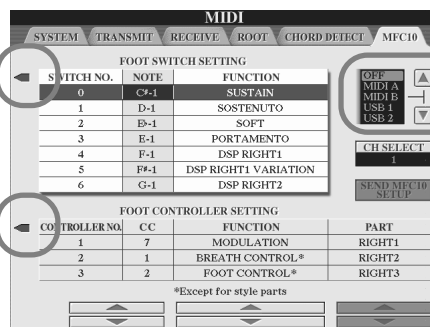 MIDI
SYSTEM TRANSMIT RECEIVE ROOT CHORD DETECT MFC10
FOOT SWITCH SETTING
SWITCH NO. NOTE FUNCTION
0 C#-1 SUSTAIN
1 D-1 SOSTENUTO
2 E♭-1 SOFT
3 E-1 PORTAMENTO
4 F-1 DSP RIGHT1
5 F#-1 DSP RIGHT1 VARIATION
6 G-1 DSP RIGHT2
OFF
MIDI A
MIDI B
USB 1
USB 2
CH SELECT
1
SEND MFC10
SETUP
FOOT CONTROLLER SETTING
CONTROLLER NO. CC FUNCTION PART
1 7 MODULATION RIGHT1
2 1 BREATH CONTROL* RIGHT2
3 2 FOOT CONTROL* RIGHT3
*Except for style parts